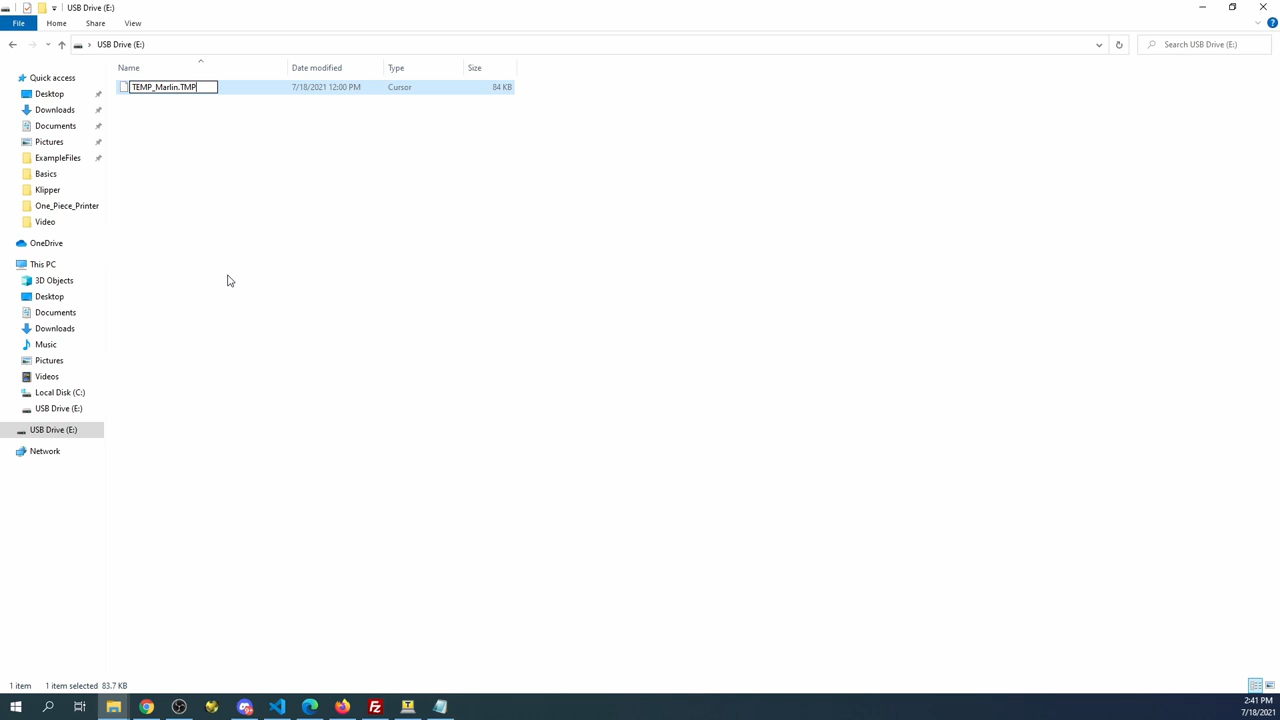 USB Drive (E:)
File Home Share View
USB Drive (E:)
Search USB Drive (E:)
Name Date modified Type Size
TEMP_Marlin.TMP 7/18/2021 12:00 PM Cursor 84 KB
Quick access
Desktop
Downloads
Documents
Pictures
ExampleFiles
Basics
Klipper
One_Piece_Printer
Video
OneDrive
This PC
3D Objects
Desktop
Documents
Downloads
Music
Pictures
Videos
Local Disk (C:)
USB Drive (E:)
USB Drive (E:)
Network
1 item 1 item selected 83.7 KB
2:41 PM
7/18/2021